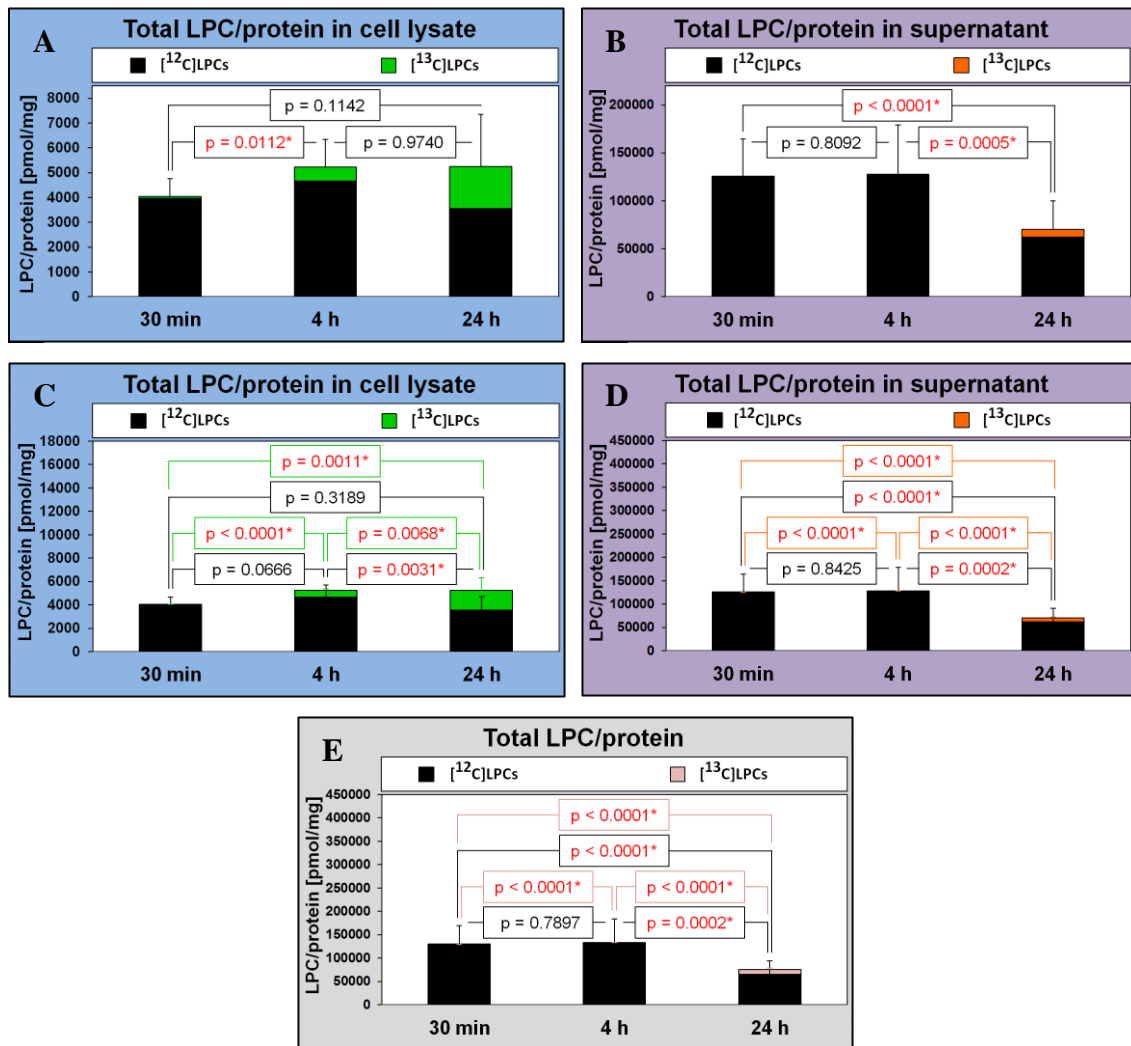 A
Total LPC/protein in cell lysate
[12C]LPCs
[13C]LPCs
LPC/protein [pmol/mg]
8000
7000
6000
5000
4000
3000
2000
1000
0
p = 0.1142
p = 0.0112*
p = 0.9740
30 min
4 h
24 h
B
Total LPC/protein in supernatant
[12C]LPCs
[13C]LPCs
LPC/protein [pmol/mg]
200000
150000
100000
50000
0
p < 0.0001*
p = 0.8092
p = 0.0005*
30 min
4 h
24 h
C
Total LPC/protein in cell lysate
[12C]LPCs
[13C]LPCs
LPC/protein [pmol/mg]
18000
16000
14000
12000
10000
8000
6000
4000
2000
0
p = 0.0011*
p = 0.3189
p < 0.0001*
p = 0.0068*
p = 0.0666
p = 0.0031*
30 min
4 h
24 h
D
Total LPC/protein in supernatant
[12C]LPCs
[13C]LPCs
LPC/protein [pmol/mg]
450000
400000
350000
300000
250000
200000
150000
100000
50000
0
p < 0.0001*
p < 0.0001*
p < 0.0001*
p < 0.0001*
p = 0.8425
p = 0.0002*
30 min
4 h
24 h
E
Total LPC/protein
[12C]LPCs
[13C]LPCs
LPC/protein [pmol/mg]
450000
400000
350000
300000
250000
200000
150000
100000
50000
0
p < 0.0001*
p < 0.0001*
p < 0.0001*
p < 0.0001*
p = 0.7897
p = 0.0002*
30 min
4 h
24 h